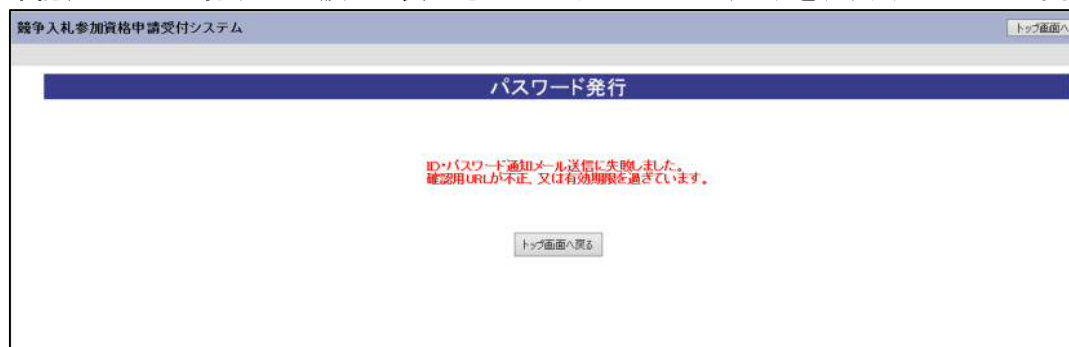 競争入札参加資格申請受付システム
トップ画面へ
パスワード発行
ID・パスワード通知メール送信に失敗しました。
確認用URLが不正、又は有効期限を過ぎています。
トップ画面へ戻る